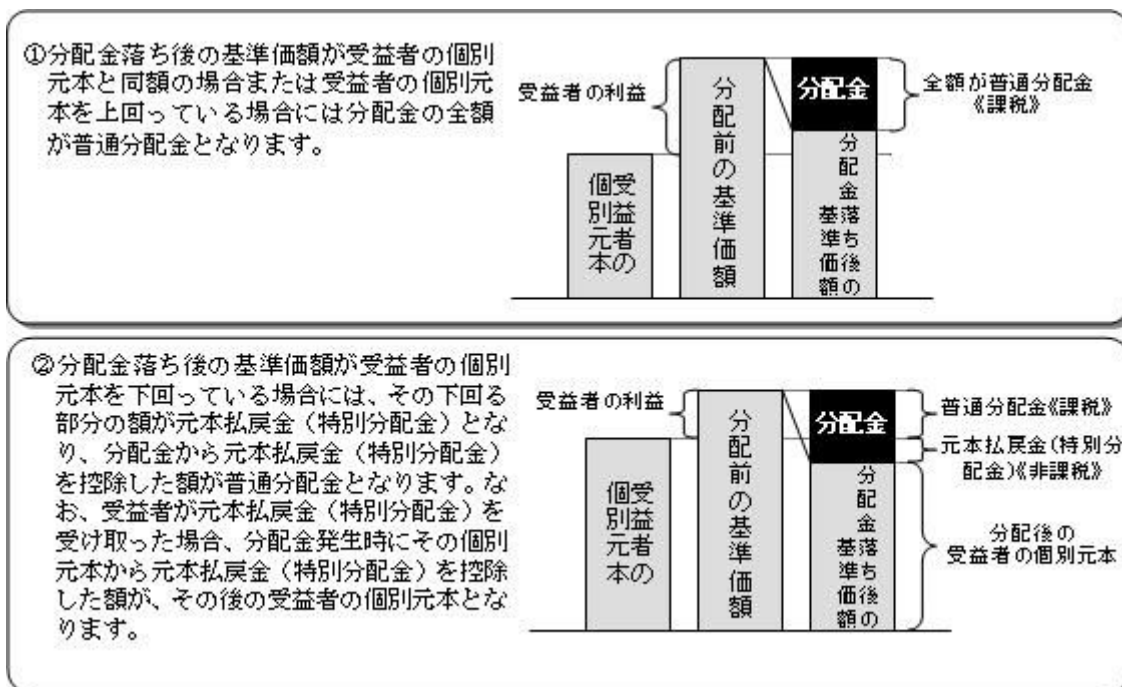 ①分配金落ち後の基準価額が受益者の個別
元本と同額の場合または受益者の個別元
本を上回っている場合には分配金の全額
が普通分配金となります。
受益者の利益
受益者の
個別元本
分配前の基準価額
分配金
分配金落ち後の
基準価額
全額が普通分配金
《課税》
②分配金落ち後の基準価額が受益者の個別
元本を下回っている場合には、その下回る
部分の額が元本払戻金（特別分配金）とな
り、分配金から元本払戻金（特別分配金）
を控除した額が普通分配金となります。な
お、受益者が元本払戻金（特別分配金）を
受け取った場合、分配金発生時にその個別
元本から元本払戻金（特別分配金）を控除
した額が、その後の受益者の個別元本とな
ります。
受益者の利益
受益者の
個別元本
分配前の基準価額
分配金
分配金落ち後の
基準価額
普通分配金《課税》
元本払戻金(特別分
配金)《非課税》
分配後の
受益者の個別元本